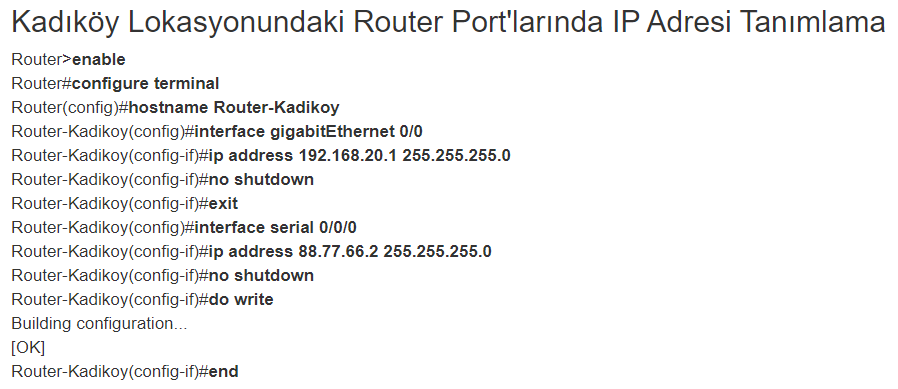 Kadıköy Lokasyonundaki Router Port'larında IP Adresi Tanımlama
Router>enable
Router#configure terminal
Router(config)#hostname Router-Kadikoy
Router-Kadikoy(config)#interface gigabitEthernet 0/0
Router-Kadikoy(config-if)#ip address 192.168.20.1 255.255.255.0
Router-Kadikoy(config-if)#no shutdown
Router-Kadikoy(config-if)#exit
Router-Kadikoy(config)#interface serial 0/0/0
Router-Kadikoy(config-if)#ip address 88.77.66.2 255.255.255.0
Router-Kadikoy(config-if)#no shutdown
Router-Kadikoy(config-if)#do write
Building configuration...
[OK]
Router-Kadikoy(config-if)#end